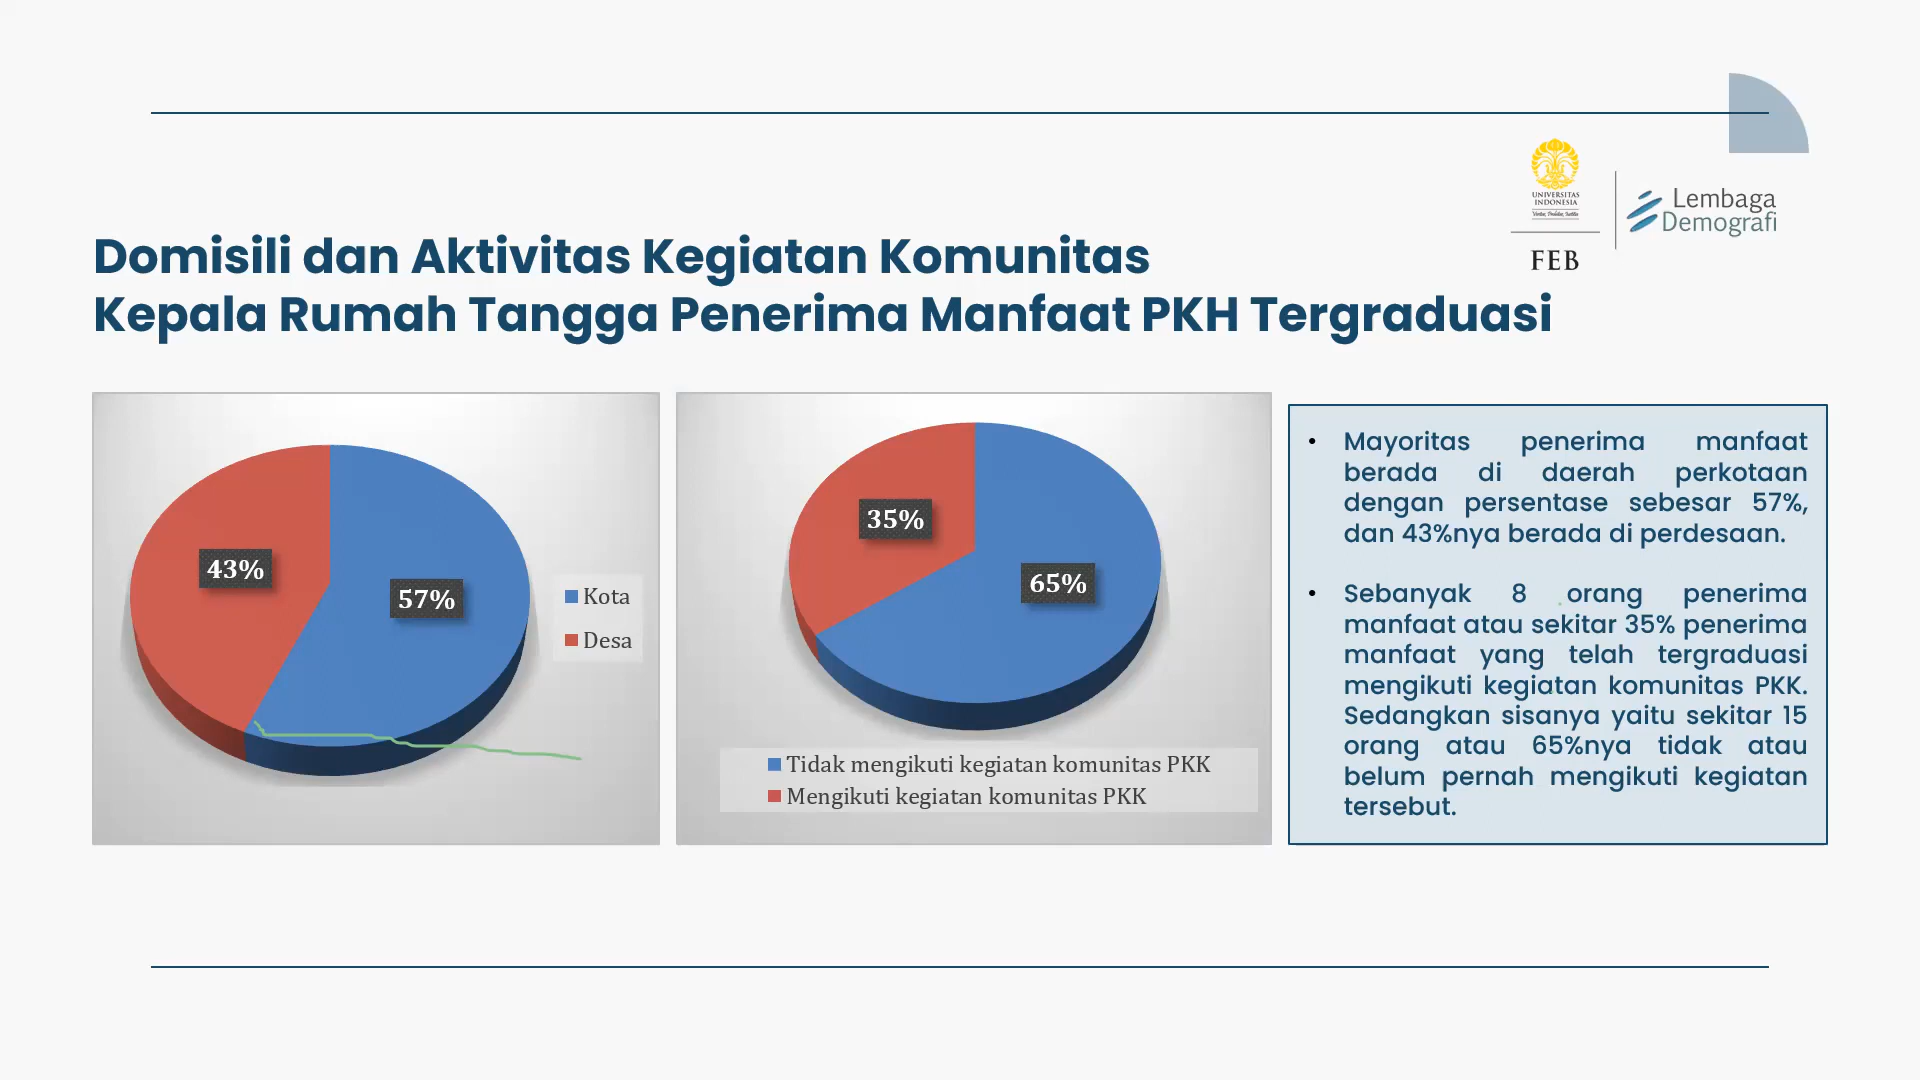 UNIVERSITAS
INDONESIA
Veritas, Probitas, Iustitia
FEB
Lembaga
Demografi
Domisili dan Aktivitas Kegiatan Komunitas
Kepala Rumah Tangga Penerima Manfaat PKH Tergraduasi
43%
57%
Kota
Desa
35%
65%
Tidak mengikuti kegiatan komunitas PKK
Mengikuti kegiatan komunitas PKK
• Mayoritas penerima manfaat
berada di daerah perkotaan
dengan persentase sebesar 57%,
dan 43%nya berada di perdesaan.
• Sebanyak 8 orang penerima
manfaat atau sekitar 35% penerima
manfaat yang telah tergraduasi
mengikuti kegiatan komunitas PKK.
Sedangkan sisanya yaitu sekitar 15
orang atau 65%nya tidak atau
belum pernah mengikuti kegiatan
tersebut.